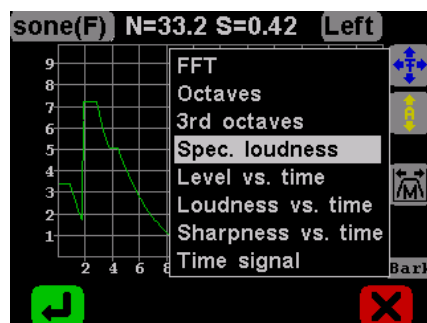 sone(F) N=33.2 S=0.42 Left
9
8
7
6
5
4
3
2
1
2 4 6 8
FFT
Octaves
3rd octaves
Spec. loudness
Level vs. time
Loudness vs. time
Sharpness vs. time
Time signal
F
A
M
Bark